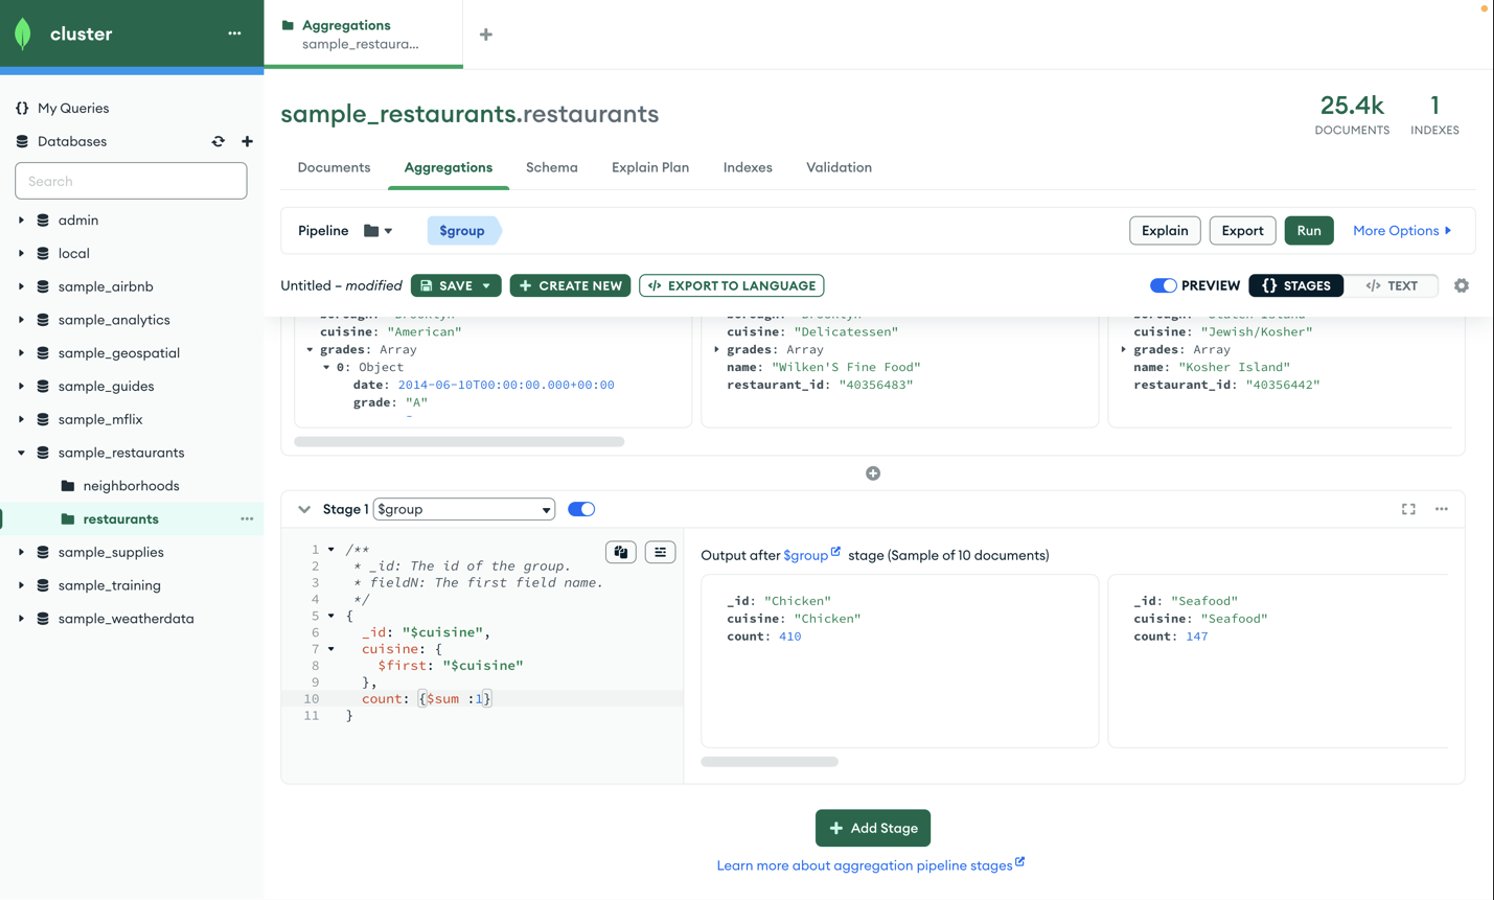 cluster
Aggregations
sample_restaura...
My Queries
Databases
Search
admin
local
sample_airbnb
sample_analytics
sample_geospatial
sample_guides
sample_mflix
sample_restaurants
neighborhoods
restaurants
sample_supplies
sample_training
sample_weatherdata
sample_restaurants.restaurants
25.4k
DOCUMENTS
1
INDEXES
Documents
Aggregations
Schema
Explain Plan
Indexes
Validation
Pipeline
$group
Explain
Export
Run
More Options
Untitled – modified
SAVE
+ CREATE NEW
</> EXPORT TO LANGUAGE
PREVIEW
{} STAGES
</> TEXT
cuisine: "American"
grades: Array
0: Object
date: 2014-06-10T00:00:00.000+00:00
grade: "A"
cuisine: "Delicatessen"
grades: Array
name: "Wilken'S Fine Food"
restaurant_id: "40356483"
cuisine: "Jewish/Kosher"
grades: Array
name: "Kosher Island"
restaurant_id: "40356442"
Stage 1
$group
1 /**
2 * _id: The id of the group.
3 * fieldN: The first field name.
4 */
5 {
6 _id: "$cuisine",
7 cuisine: {
8 $first: "$cuisine"
9 },
10 count: {$sum :1}
11 }
Output after $group stage (Sample of 10 documents)
_id: "Chicken"
cuisine: "Chicken"
count: 410
_id: "Seafood"
cuisine: "Seafood"
count: 147
+ Add Stage
Learn more about aggregation pipeline stages